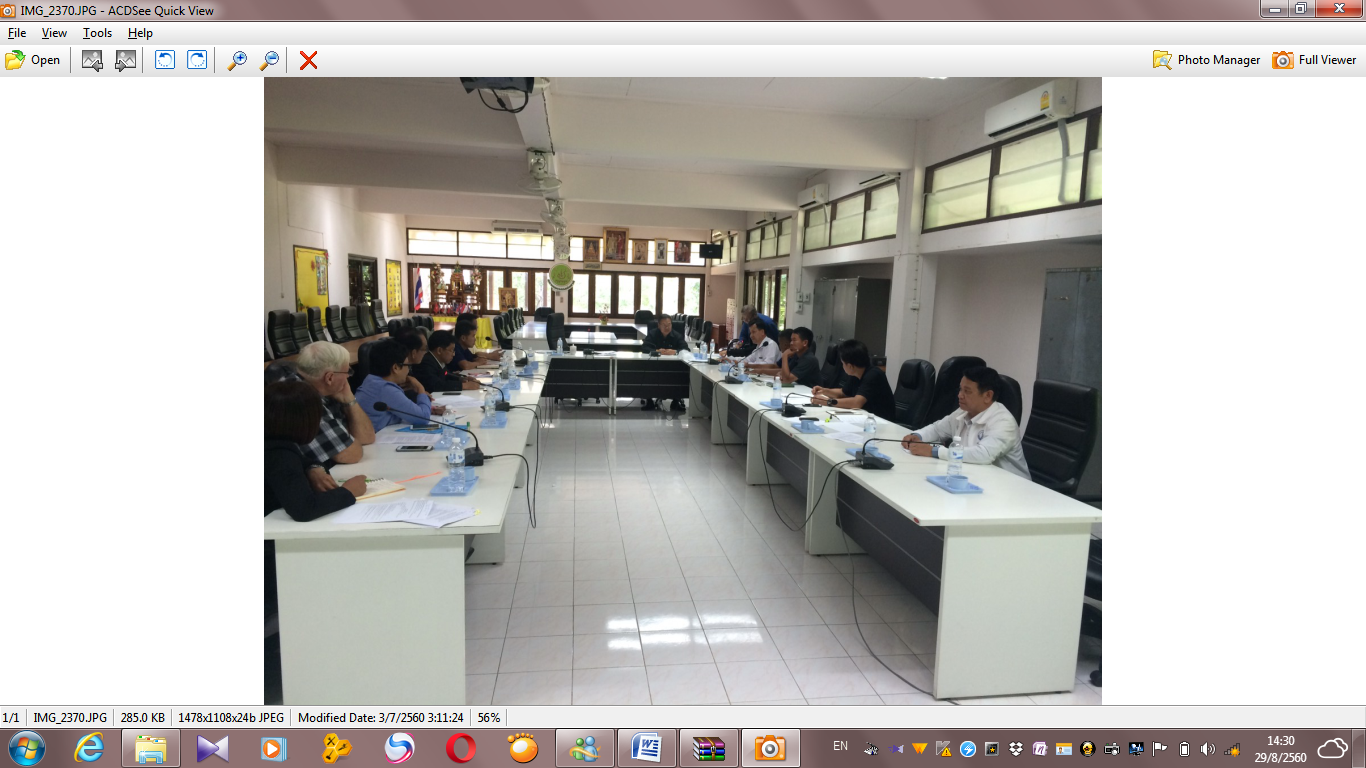 IMG_2370.JPG - ACDSee Quick View
File View Tools Help
Open Photo Manager Full Viewer
1/1 IMG_2370.JPG 285.0 KB 1478x1108x24b JPEG Modified Date: 3/7/2560 3:11:24 56%
EN 14:30
29/8/2560